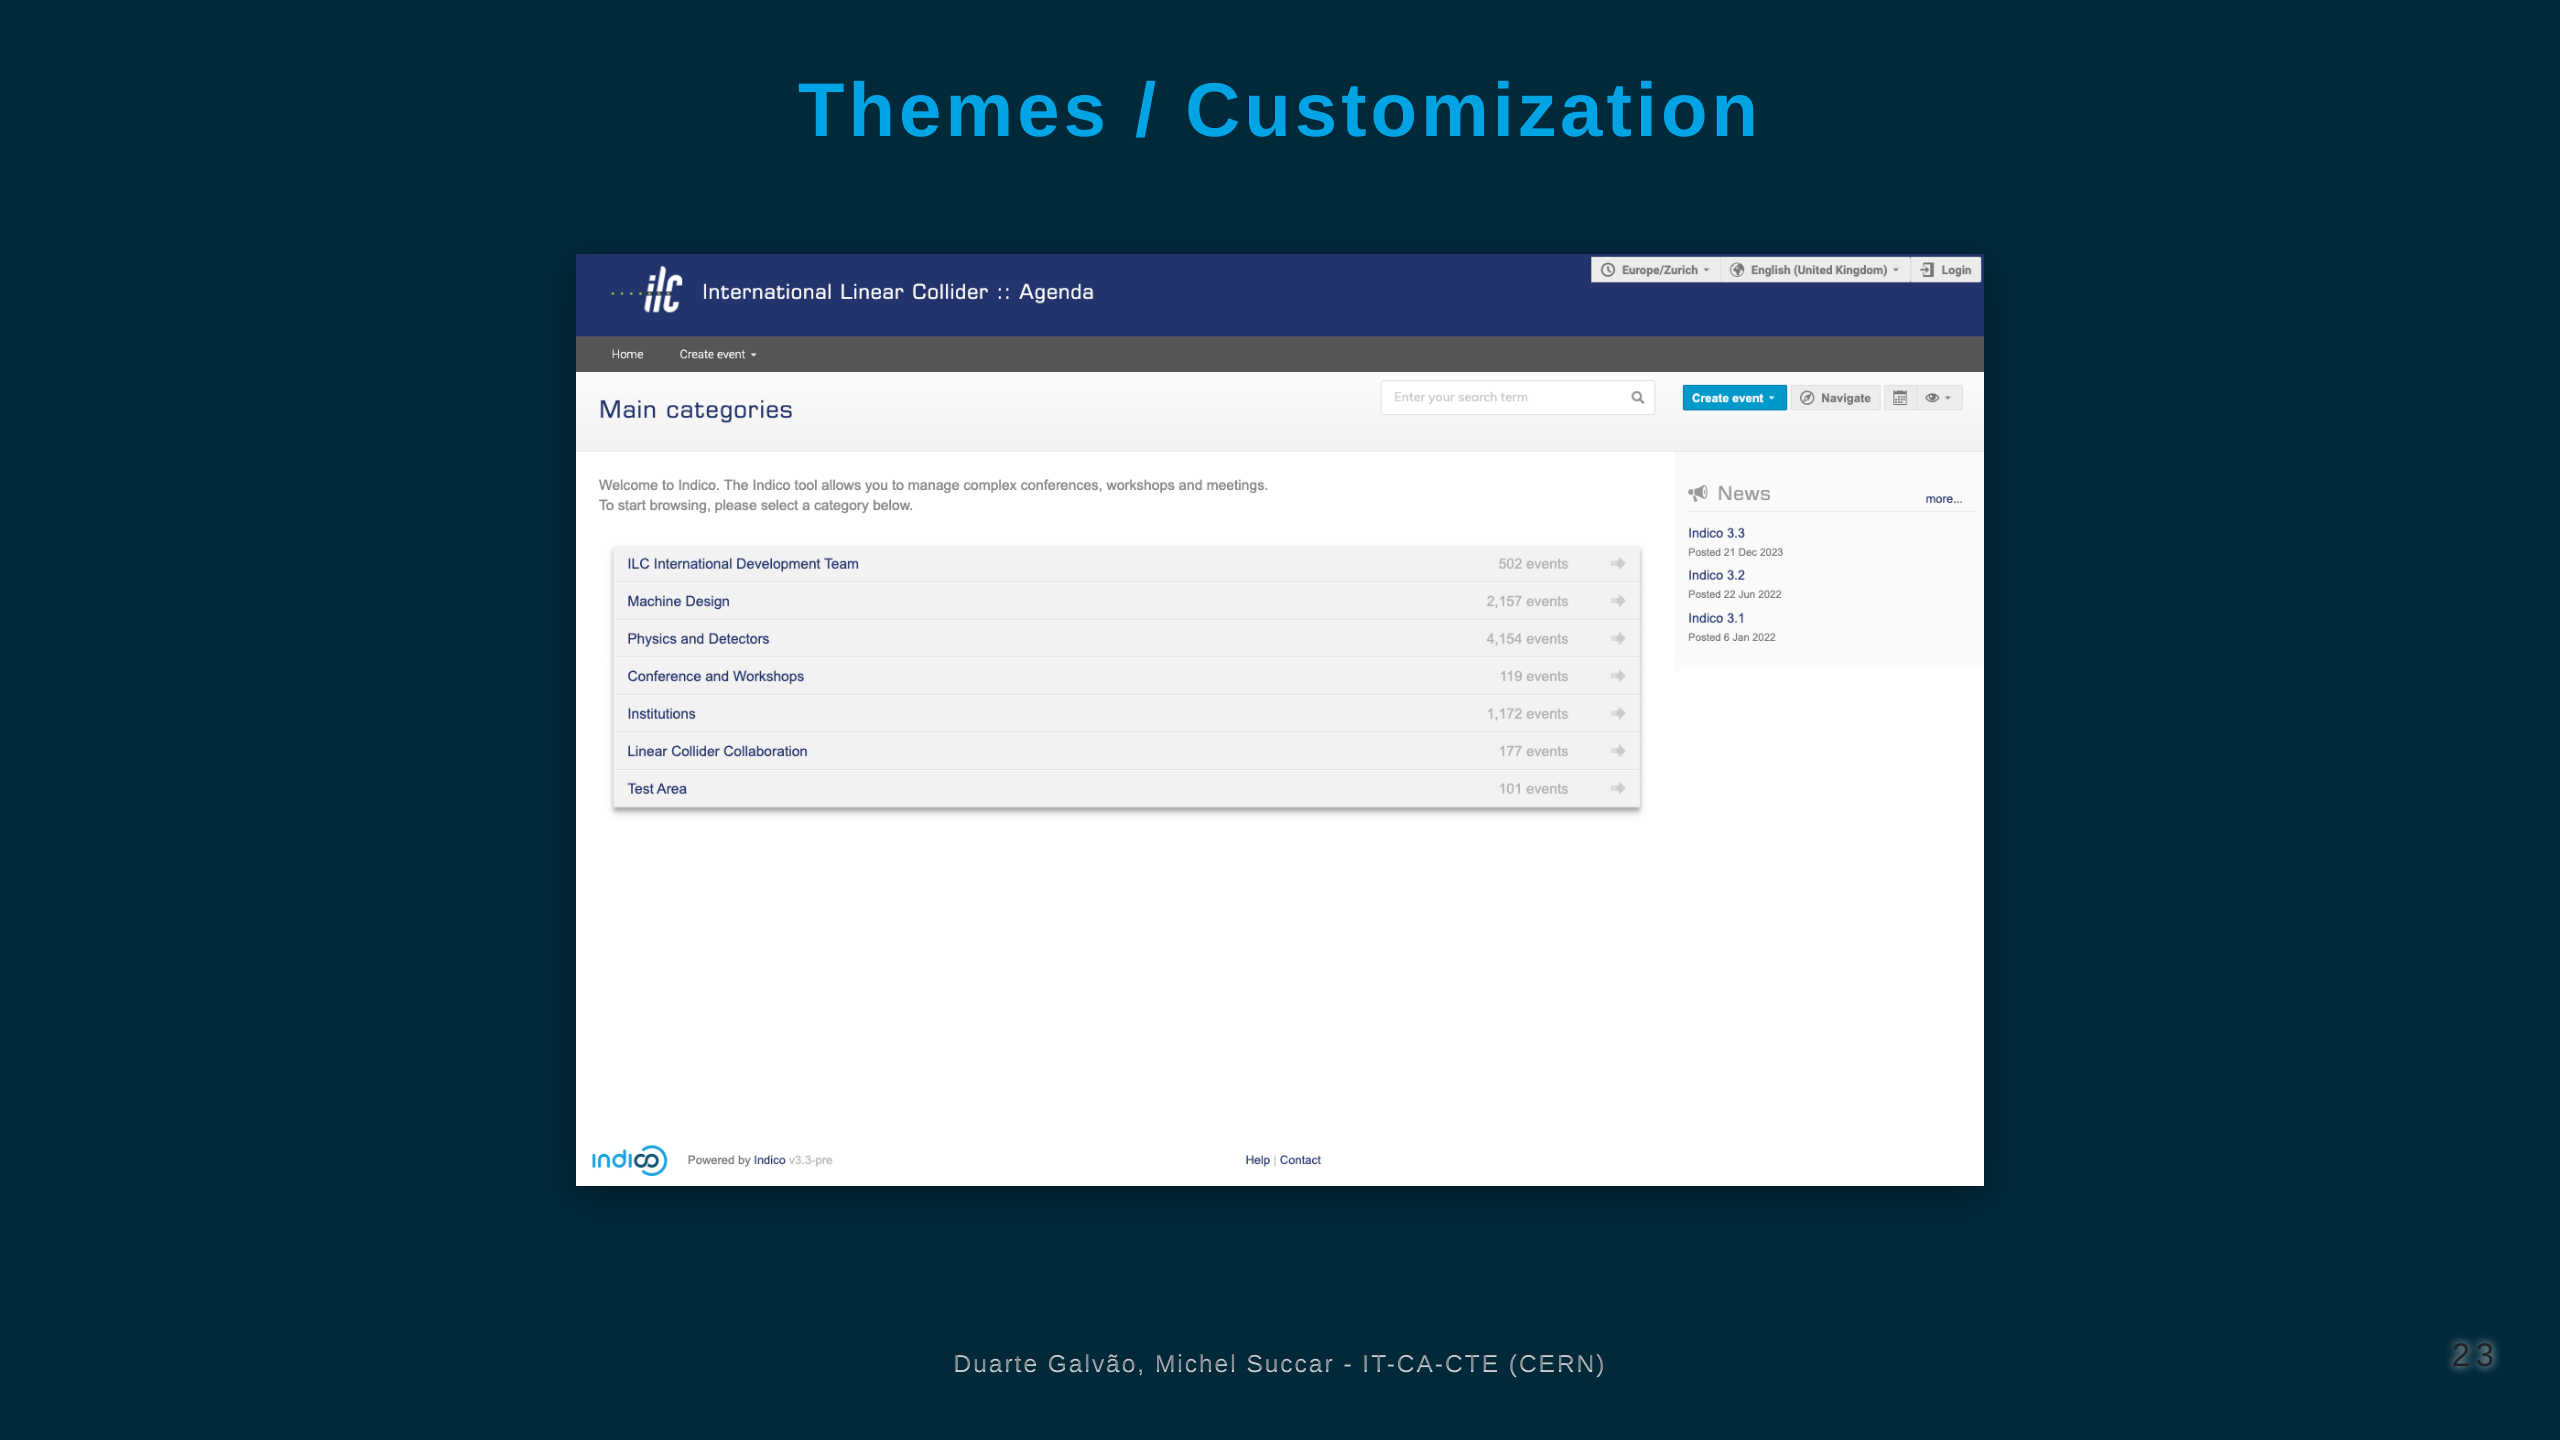 Themes / Customization
ilc
International Linear Collider :: Agenda
Europe/Zurich
English (United Kingdom)
Login
Home
Create event
Main categories
Enter your search term
Create event
Navigate
Welcome to Indico. The Indico tool allows you to manage complex conferences, workshops and meetings.
To start browsing, please select a category below.
ILC International Development Team 502 events
Machine Design 2,157 events
Physics and Detectors 4,154 events
Conference and Workshops 119 events
Institutions 1,172 events
Linear Collider Collaboration 177 events
Test Area 101 events
News more...
Indico 3.3
Posted 21 Dec 2023
Indico 3.2
Posted 22 Jun 2022
Indico 3.1
Posted 6 Jan 2022
indico
Powered by Indico v3.3-pre
Help | Contact
Duarte Galvão, Michel Succar - IT-CA-CTE (CERN)
23